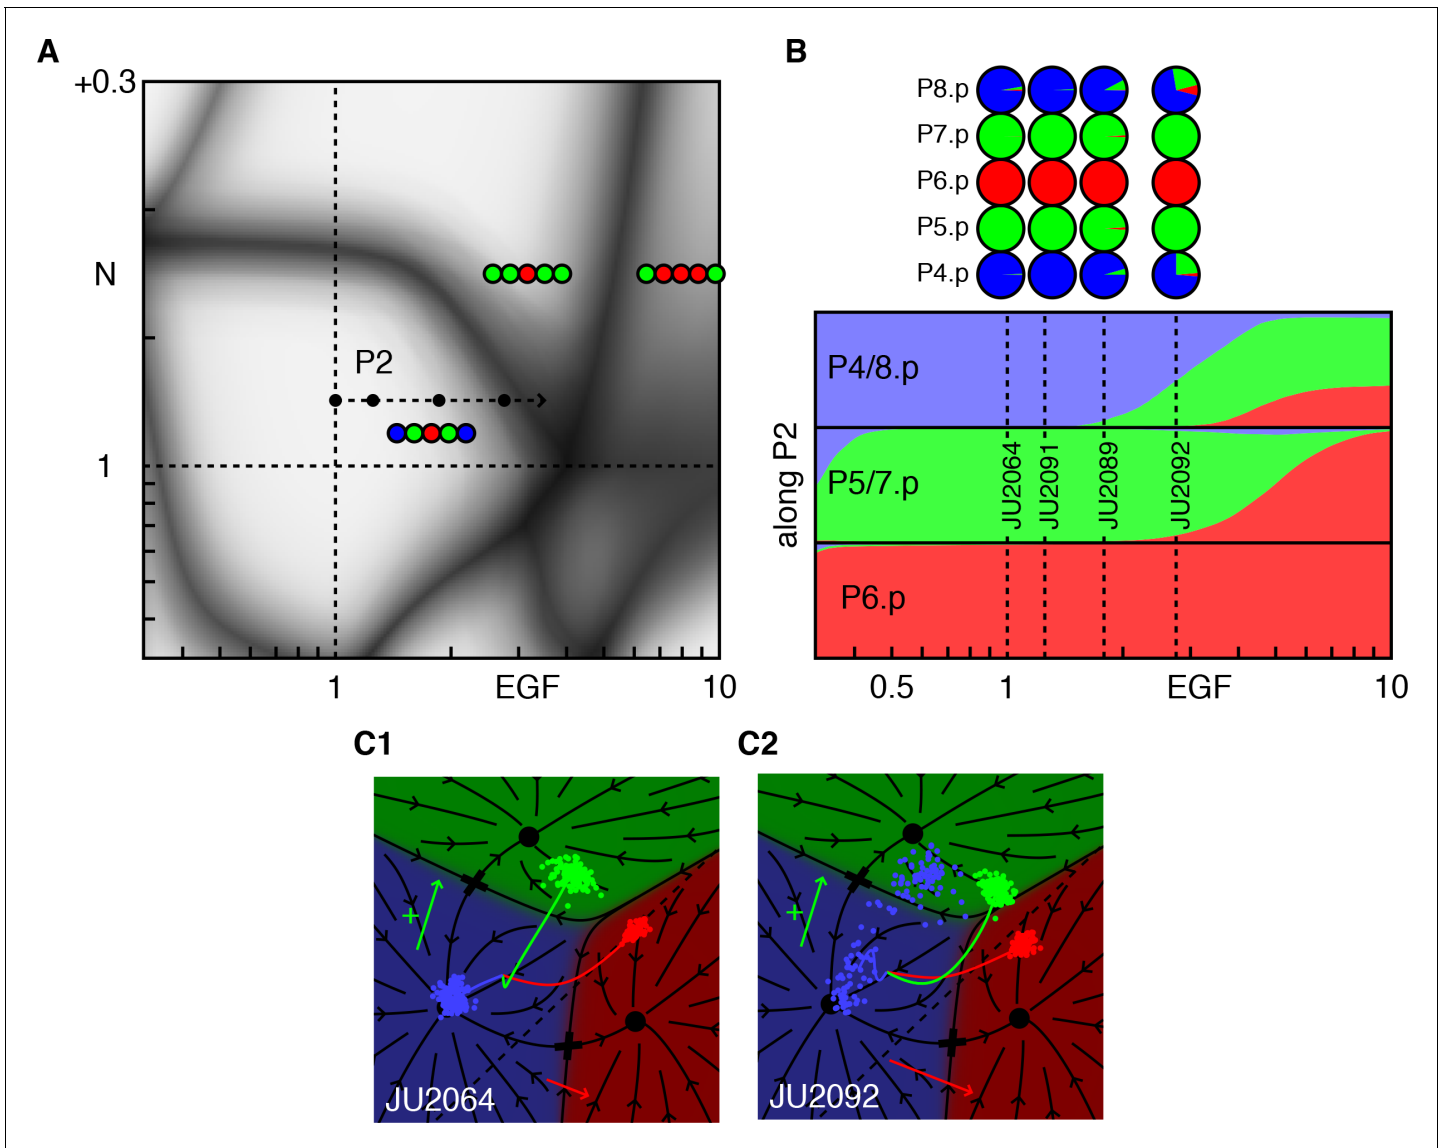 A
+0.3
N
P2
1
1
EGF
10
B
P8.p
P7.p
P6.p
P5.p
P4.p
along P2
P4/8.p
P5/7.p
P6.p
JU2064
JU2091
JU2089
JU2092
0.5
1
EGF
10
C1
+
JU2064
C2
+
JU2092